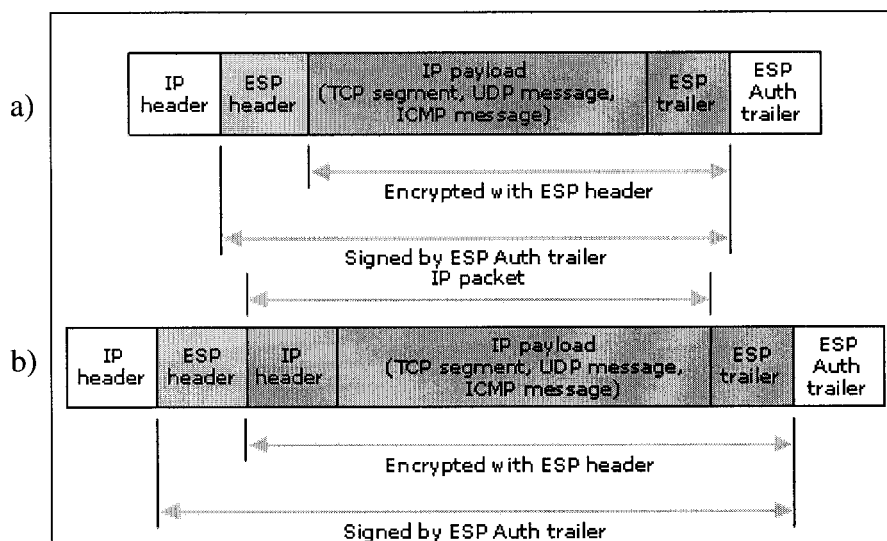 a)
IP header
ESP header
IP payload
(TCP segment, UDP message,
ICMP message)
ESP trailer
ESP Auth trailer
Encrypted with ESP header
Signed by ESP Auth trailer
IP packet
b)
IP header
ESP header
IP header
IP payload
(TCP segment, UDP message,
ICMP message)
ESP trailer
ESP Auth trailer
Encrypted with ESP header
Signed by ESP Auth trailer